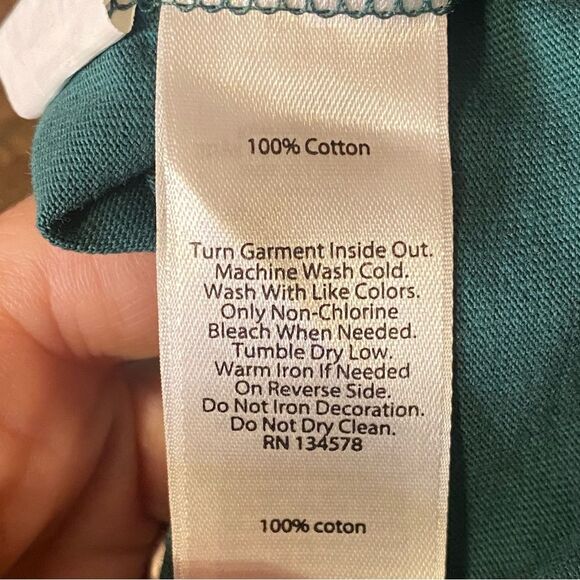 100% Cotton
Turn Garment Inside Out.
Machine Wash Cold.
Wash With Like Colors.
Only Non-Chlorine
Bleach When Needed.
Tumble Dry Low.
Warm Iron If Needed
On Reverse Side.
Do Not Iron Decoration.
Do Not Dry Clean.
RN 134578
100% coton